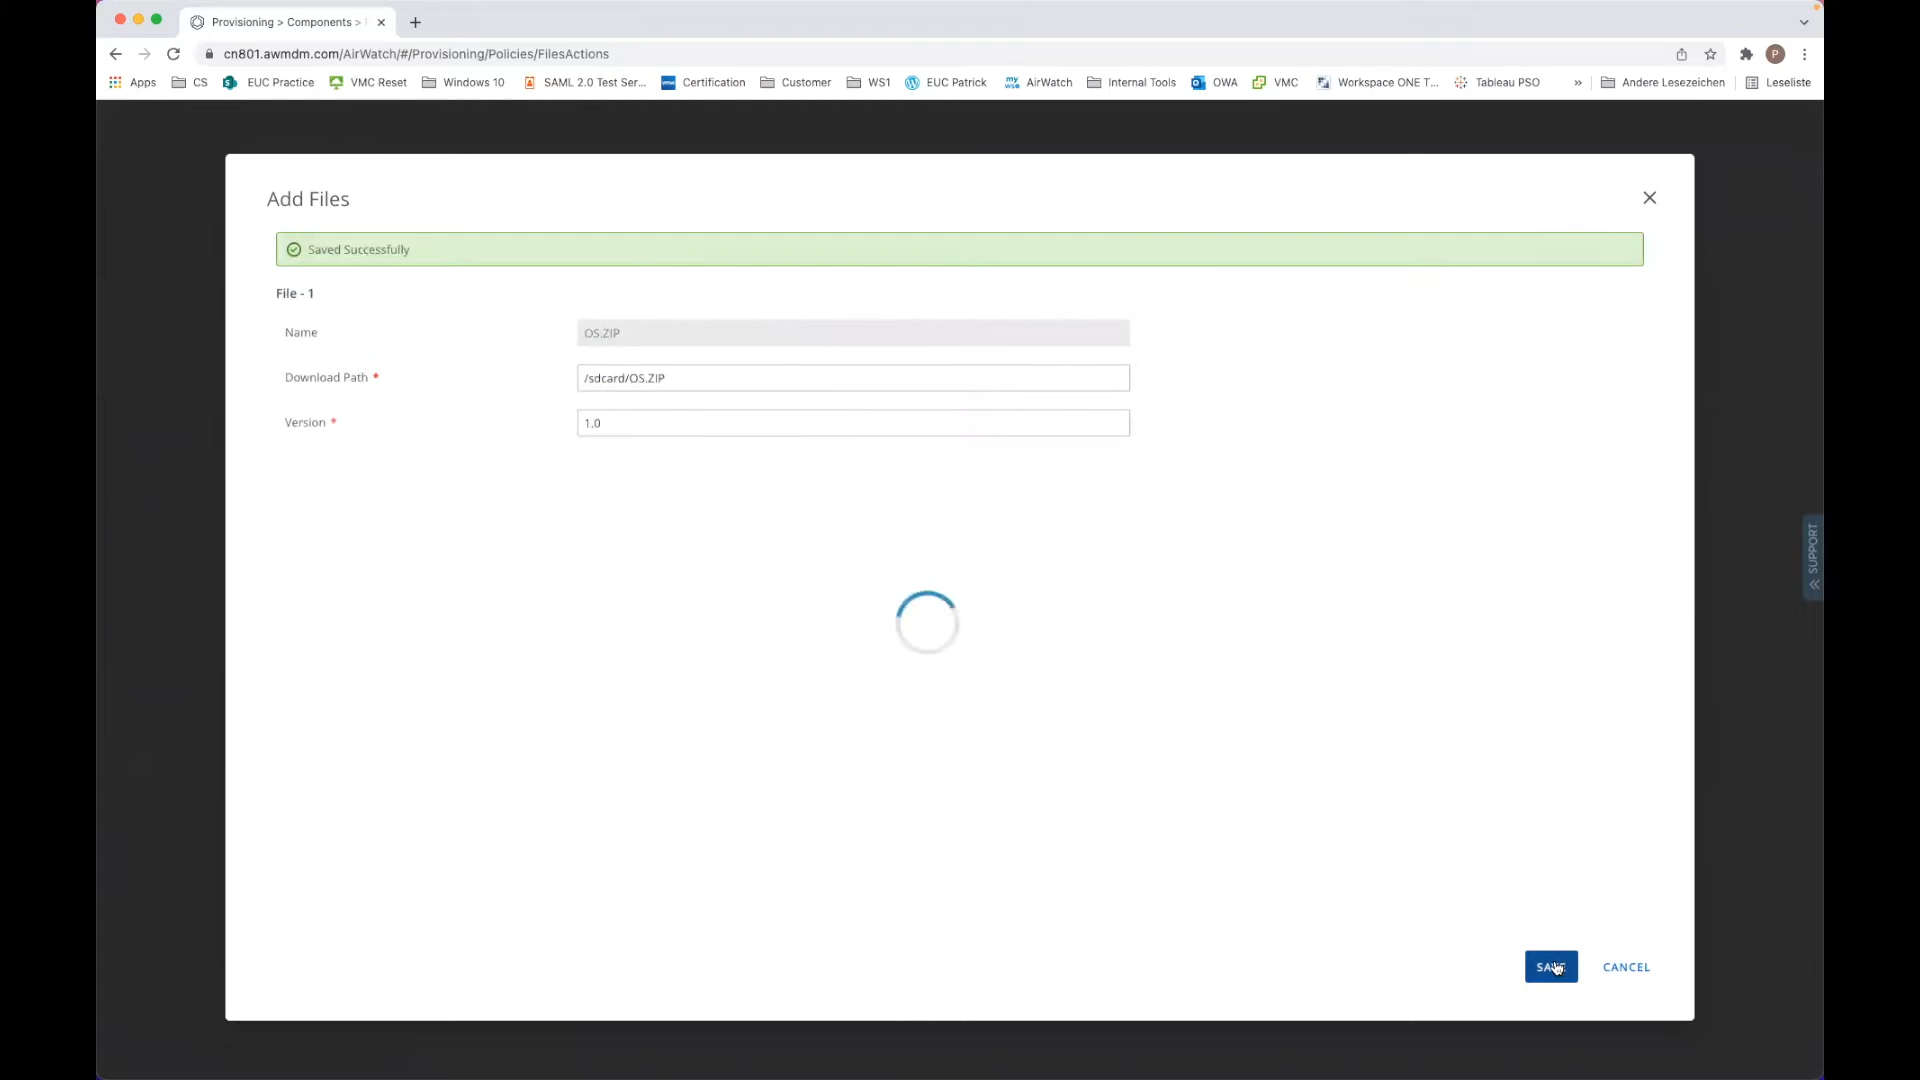 Provisioning > Components >
cn801.awmdm.com/AirWatch/#/Provisioning/Policies/FilesActions
P
Apps CS EUC Practice VMC Reset Windows 10 SAML 2.0 Test Ser... Certification Customer WS1 EUC Patrick AirWatch Internal Tools OWA VMC Workspace ONE T... Tableau PSO » Andere Lesezeichen Leseliste
Add Files
Saved Successfully
File - 1
Name
OS.ZIP
Download Path *
/sdcard/OS.ZIP
Version *
1.0
SUPPORT
SAVE CANCEL